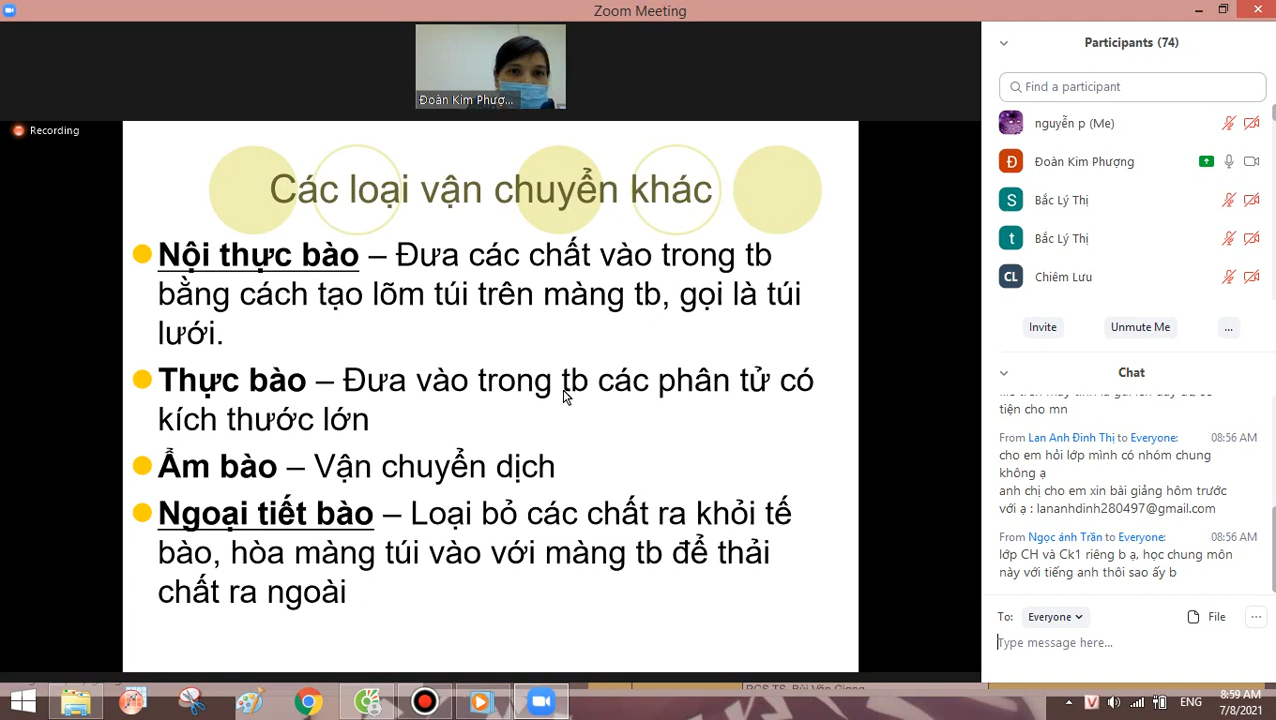 Zoom Meeting
Đoàn Kim Phượ...
Recording
Các loại vận chuyển khác
Nội thực bào – Đưa các chất vào trong tb
bằng cách tạo lõm túi trên màng tb, gọi là túi
lưới.
Thực bào – Đưa vào trong tb các phân tử có
kích thước lớn
Ẩm bào – Vận chuyển dịch
Ngoại tiết bào – Loại bỏ các chất ra khỏi tế
bào, hòa màng túi vào với màng tb để thải
chất ra ngoài
Participants (74)
Find a participant
nguyễn p (Me)
Đ Đoàn Kim Phượng
S Bắc Lý Thị
t Bắc Lý Thị
CL Chiêm Lưu
Invite Unmute Me ...
Chat
tiện cho mn
From Lan Anh Đinh Thị to Everyone: 08:56 AM
cho em hỏi lớp mình có nhóm chung
không ạ
anh chị cho em xin bài giảng hôm trước
với ạ : lananhdinh280497@gmail.com
From Ngọc ánh Trần to Everyone: 08:56 AM
lớp CH và Ck1 riêng b ạ, học chung môn
này với tiếng anh thôi sao ấy b
To: Everyone File ...
Type message here...
PGS.TS. Bùi Văn Giang
V ENG 8:59 AM
7/8/2021